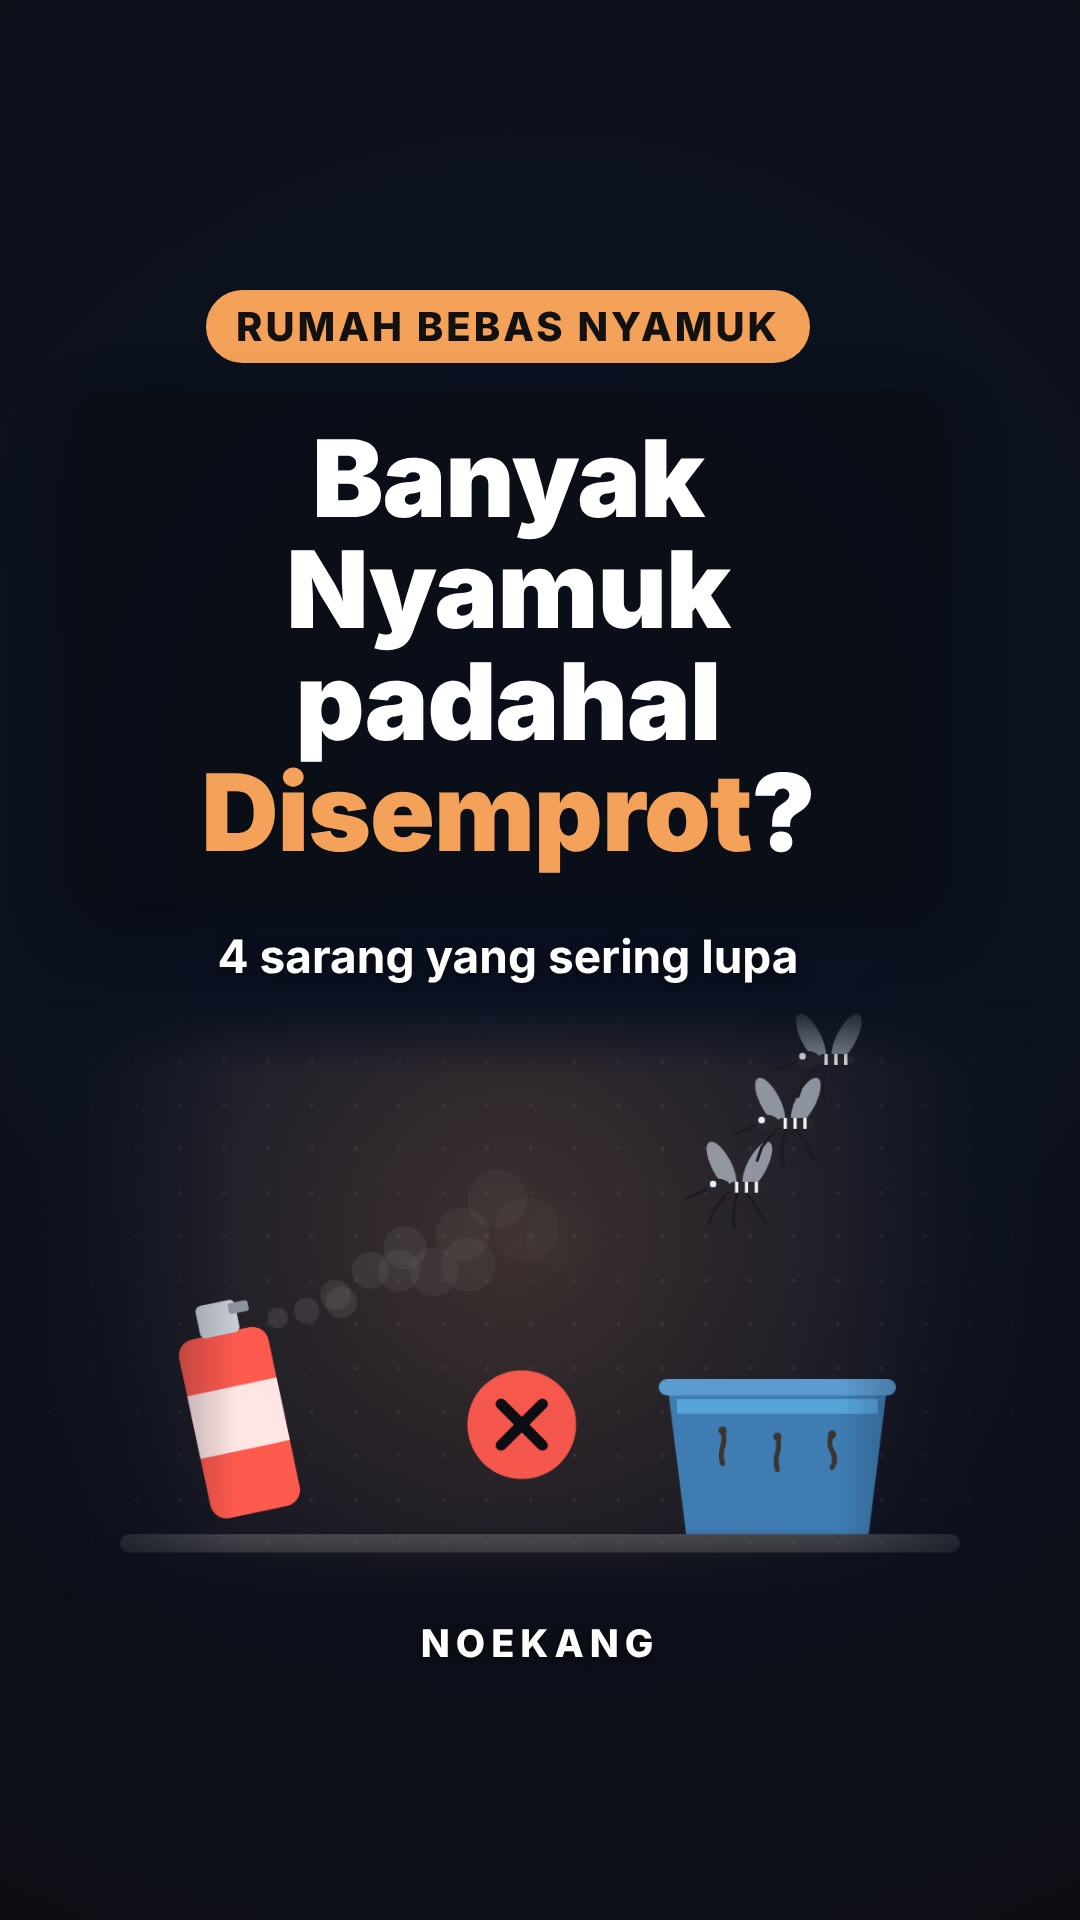 RUMAH BEBAS NYAMUK
Banyak
Nyamuk
padahal
Disemprot?
4 sarang yang sering lupa
NOEKANG